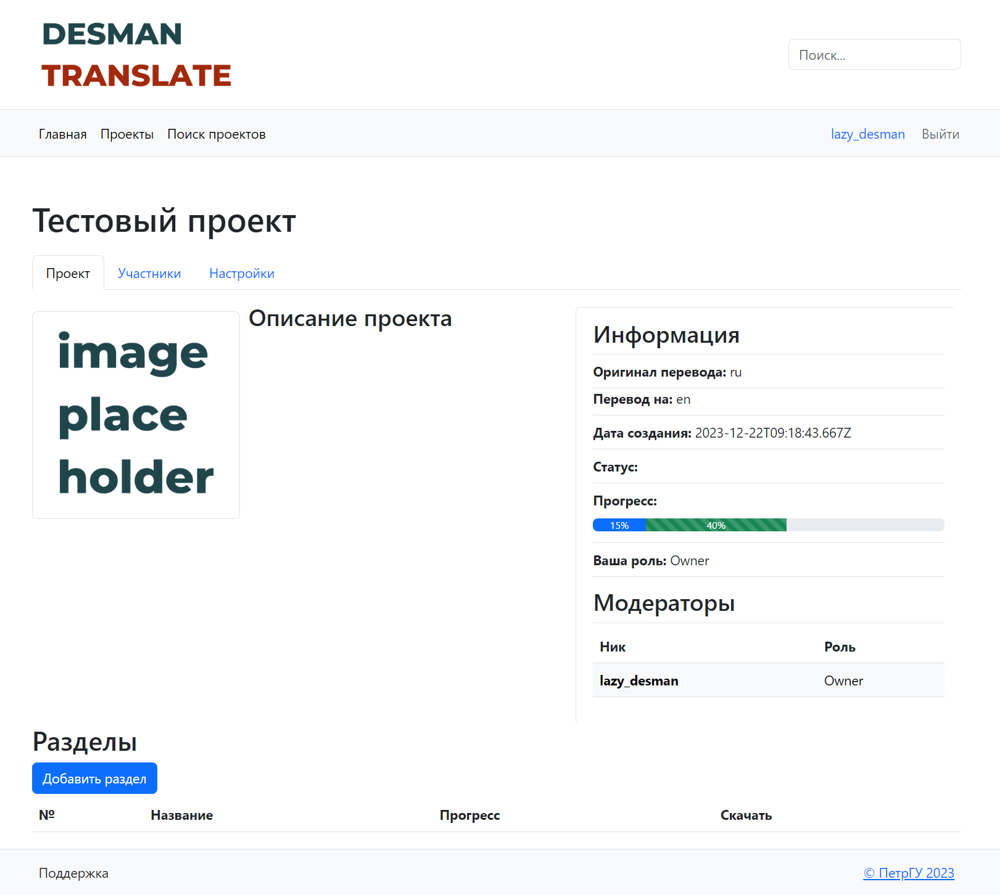 DESMAN
TRANSLATE
Поиск...
Главная Проекты Поиск проектов lazy_desman Выйти
Тестовый проект
Проект Участники Настройки
image
place
holder
Описание проекта
Информация
Оригинал перевода: ru
Перевод на: en
Дата создания: 2023-12-22T09:18:43.667Z
Статус:
Прогресс:
15% 40%
Ваша роль: Owner
Модераторы
Ник Роль
lazy_desman Owner
Разделы
Добавить раздел
№ Название Прогресс Скачать
Поддержка © ПетрГУ 2023